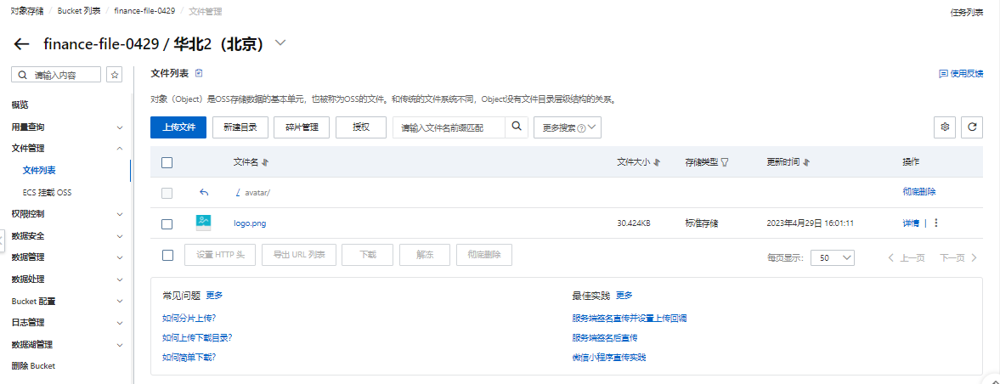 对象存储 / Bucket 列表 / finance-file-0429 / 文件管理
任务列表
finance-file-0429 / 华北2（北京）
请输入内容
概览
用量查询
文件管理
文件列表
ECS 挂载 OSS
权限控制
数据安全
数据管理
数据处理
Bucket 配置
日志管理
数据湖管理
删除 Bucket
文件列表
使用反馈
对象（Object）是OSS存储数据的基本单元，也被称为OSS的文件。和传统的文件系统不同，Object没有文件目录层级结构的关系。
上传文件 新建目录 碎片管理 授权 请输入文件名前缀匹配 更多搜索
文件名 文件大小 存储类型 更新时间 操作
/ avatar/ 彻底删除
logo.png 30.424KB 标准存储 2023年4月29日 16:01:11 详情
设置 HTTP 头 导出 URL 列表 下载 解冻 彻底删除 每页显示： 50 上一页 下一页
常见问题 更多
如何分片上传？
如何上传下载目录？
如何简单下载？
最佳实践 更多
服务端签名直传并设置上传回调
服务端签名后直传
微信小程序直传实践